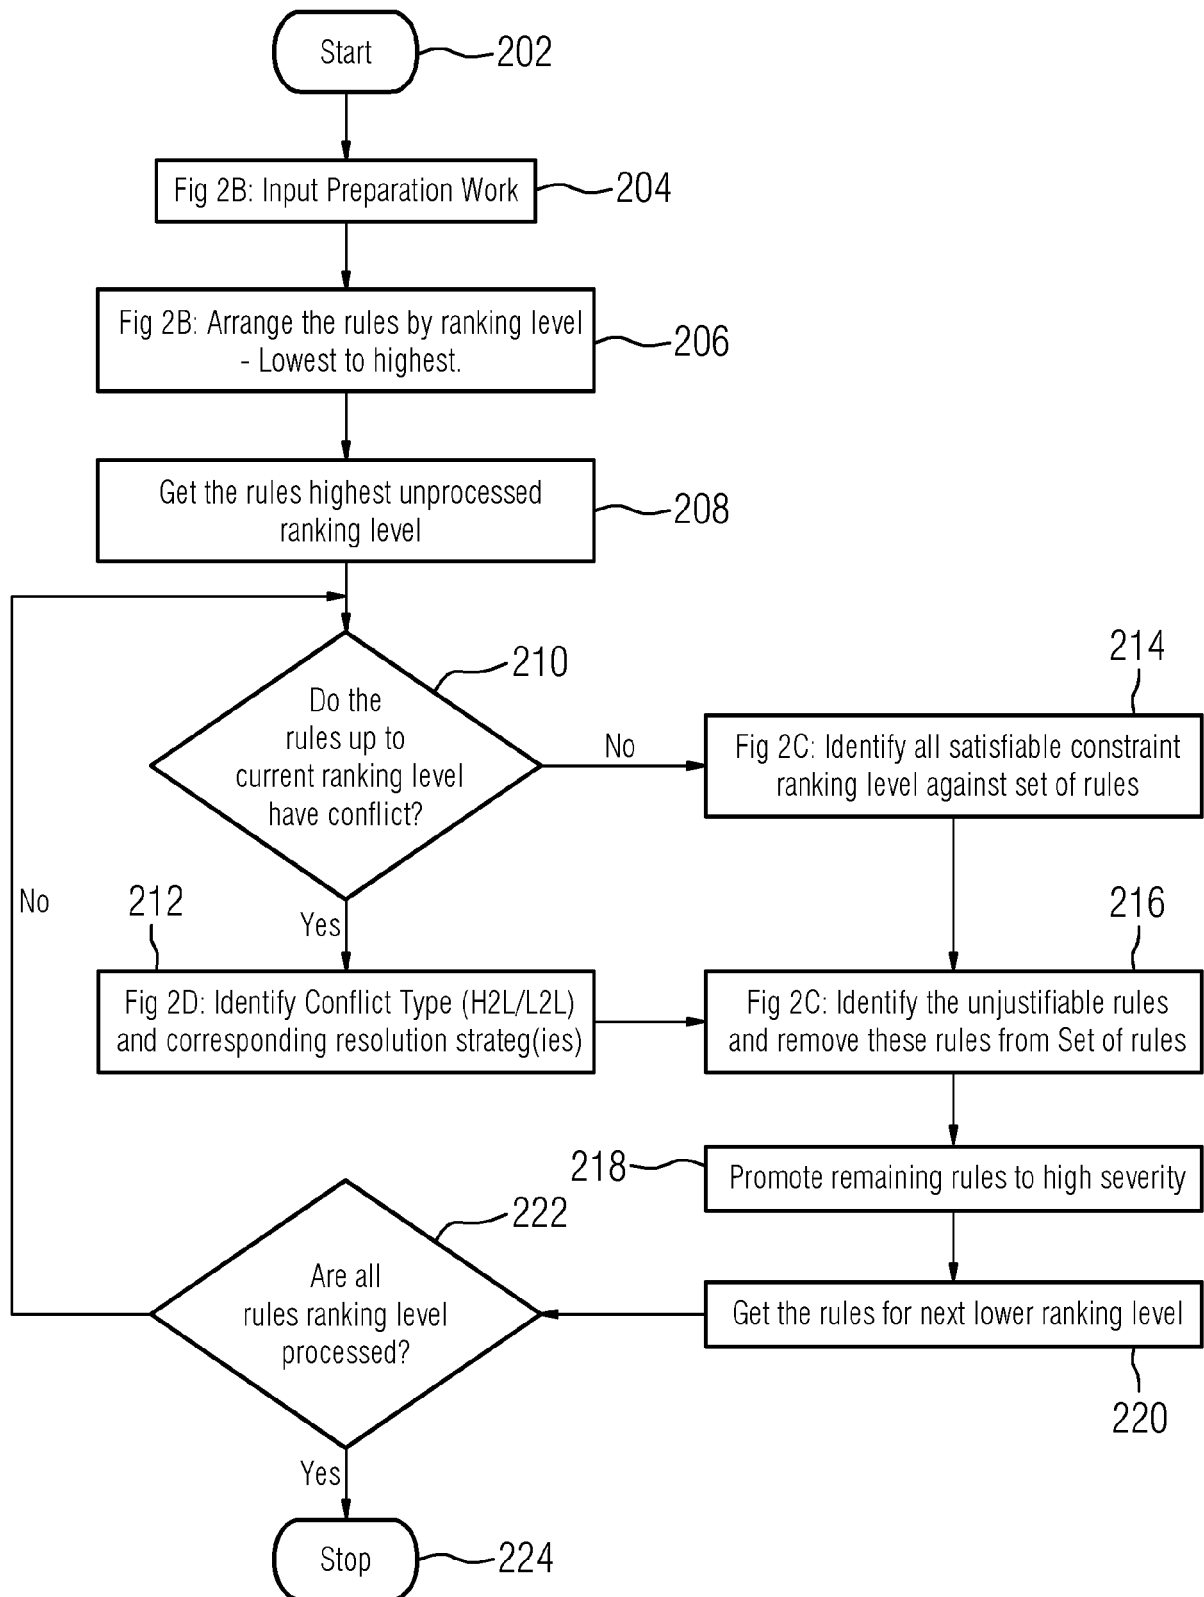 Start
202
Fig 2B: Input Preparation Work
204
Fig 2B: Arrange the rules by ranking level
- Lowest to highest.
206
Get the rules highest unprocessed
ranking level
208
Do the
rules up to
current ranking level
have conflict?
210
No
214
Fig 2C: Identify all satisfiable constraint
ranking level against set of rules
No
Yes
212
Fig 2D: Identify Conflict Type (H2L/L2L)
and corresponding resolution strateg(ies)
216
Fig 2C: Identify the unjustifiable rules
and remove these rules from Set of rules
218
Promote remaining rules to high severity
222
Are all
rules ranking level
processed?
Get the rules for next lower ranking level
220
Yes
Stop
224